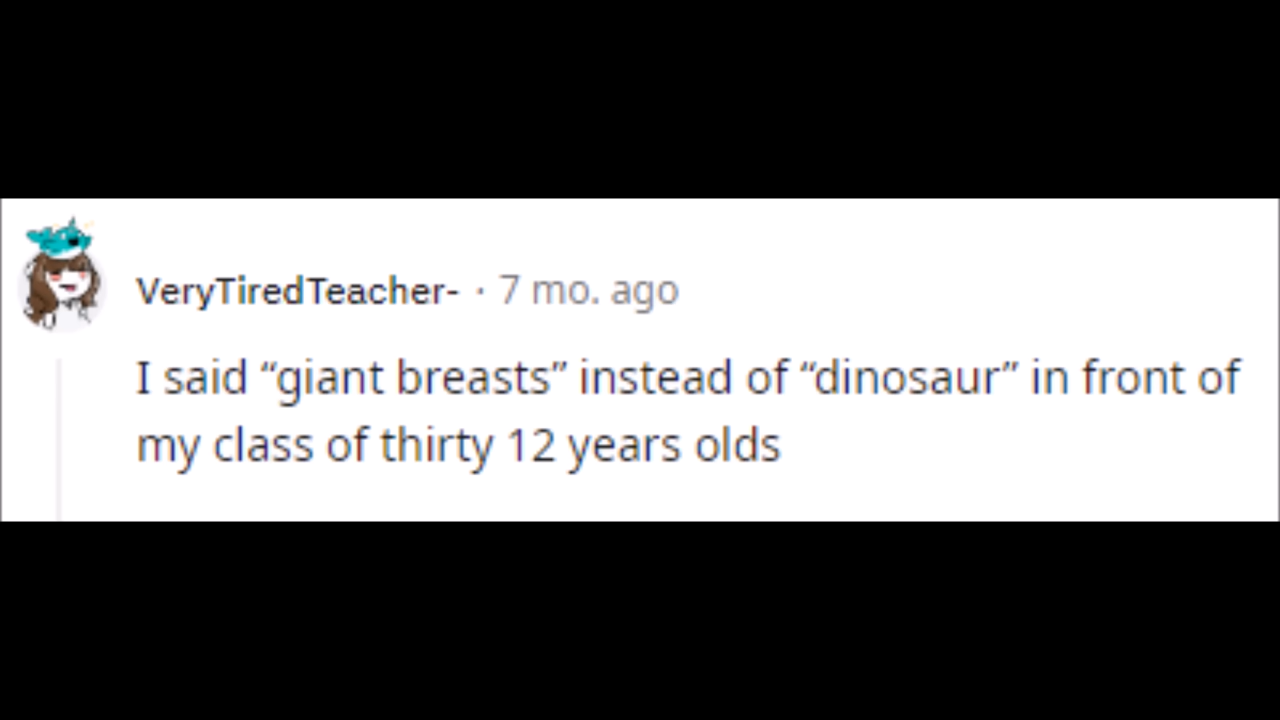 VeryTiredTeacher- · 7 mo. ago
I said “giant breasts” instead of “dinosaur” in front of
my class of thirty 12 years olds